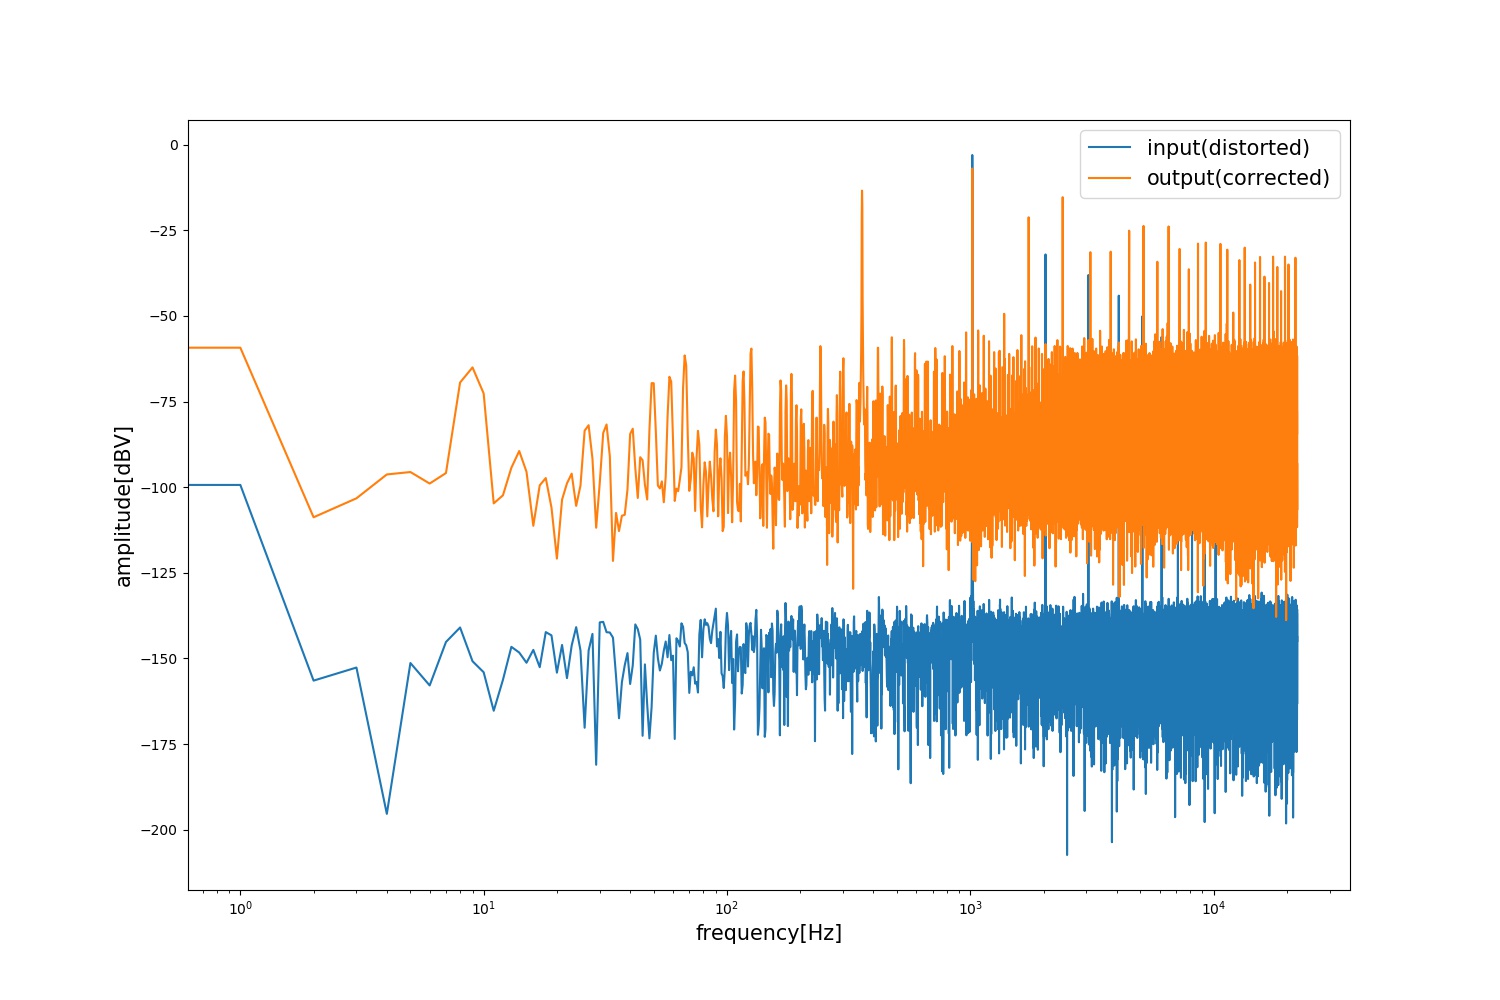 input(distorted)
output(corrected)
0
−25
−50
−75
−100
−125
−150
−175
−200
amplitude[dBV]
10⁰ 10¹ 10² 10³ 10⁴
frequency[Hz]